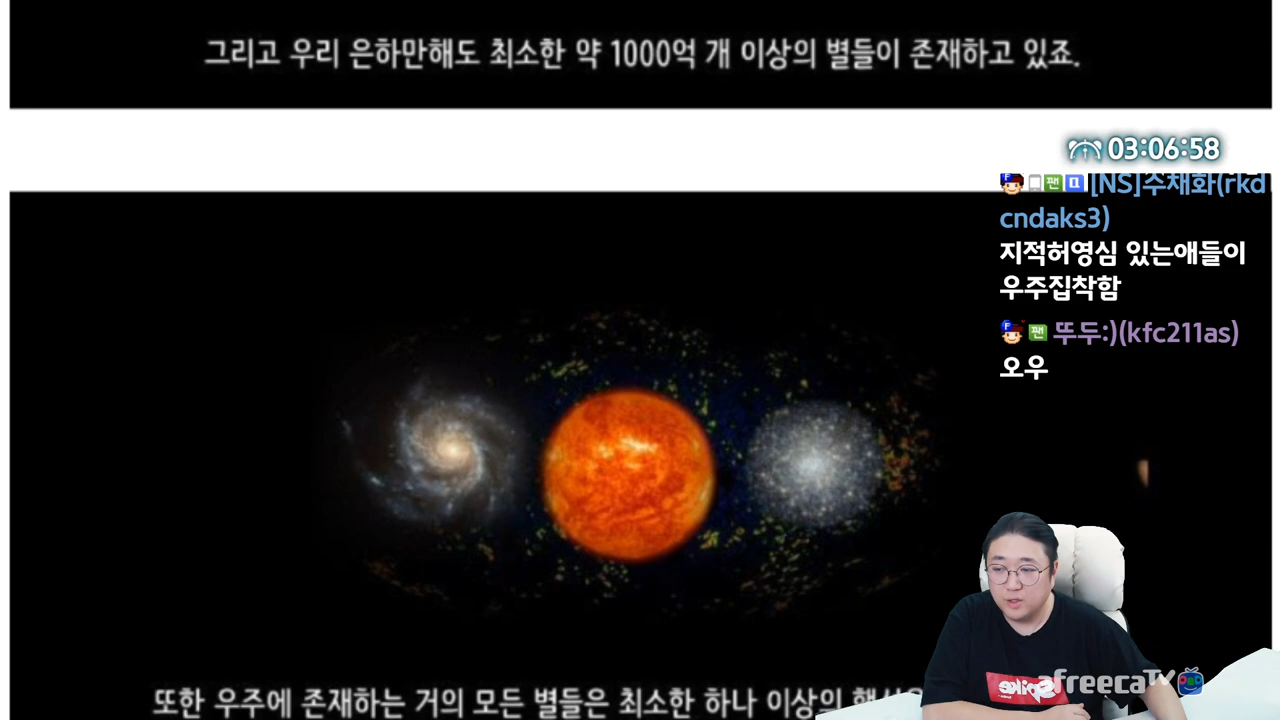 그리고 우리 은하만해도 최소한 약 1000억 개 이상의 별들이 존재하고 있죠.
03:06:58
팬 [NS]수채화(rkd
cndaks3)
지적허영심 있는애들이
우주집착함
팬 뚜두:)(kfc211as)
오우
afreecaTV
또한 우주에 존재하는 거의 모든 별들은 최소한 하나 이상의